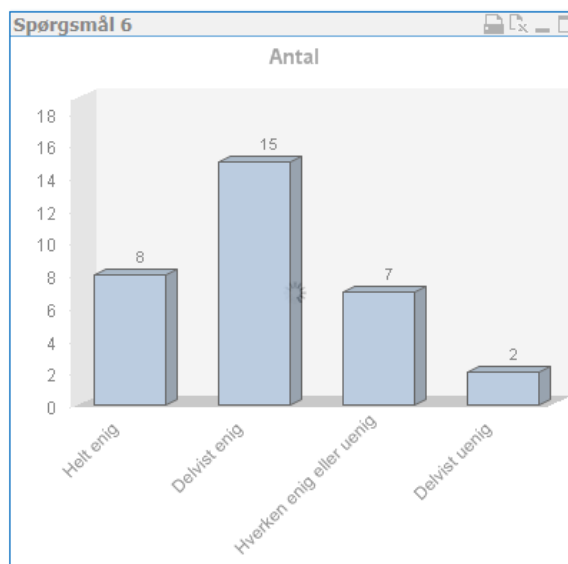 Spørgsmål 6
Antal
18
16
14
12
10
8
6
4
2
0
8
15
7
2
Helt enig
Delvist enig
Hverken enig eller uenig
Delvist uenig